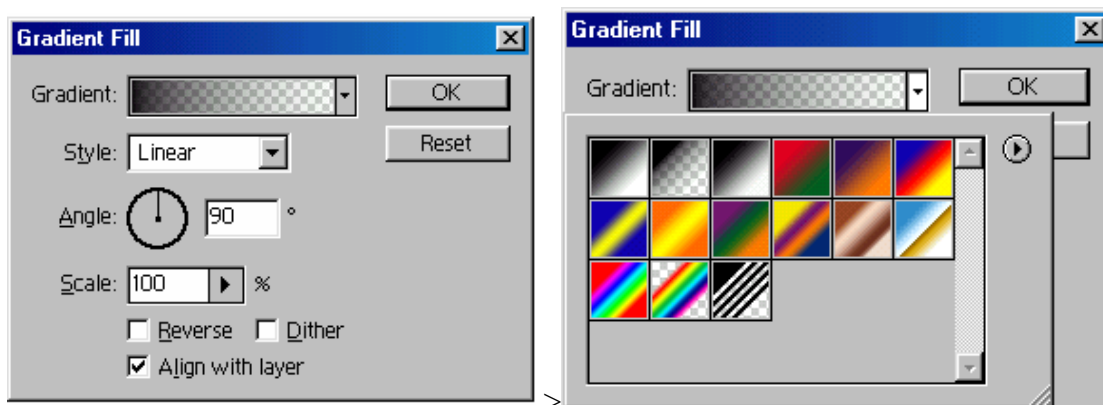 Gradient Fill
Gradient: OK
Style: Linear Reset
Angle: 90 °
Scale: 100 %
Reverse Dither
Align with layer
>
Gradient Fill
Gradient: OK